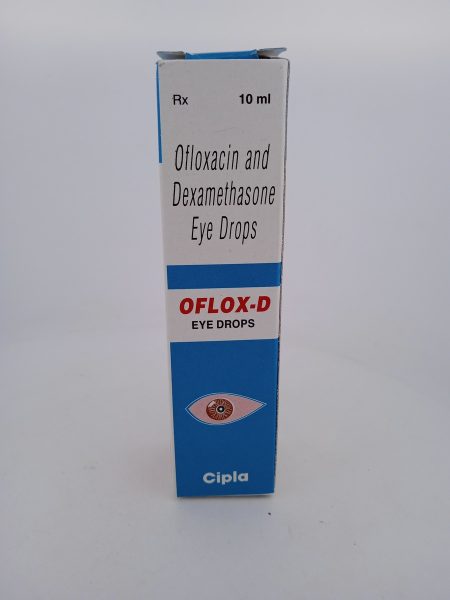 Rx 10 ml
Ofloxacin and
Dexamethasone
Eye Drops
OFLOX-D
EYE DROPS
Cipla